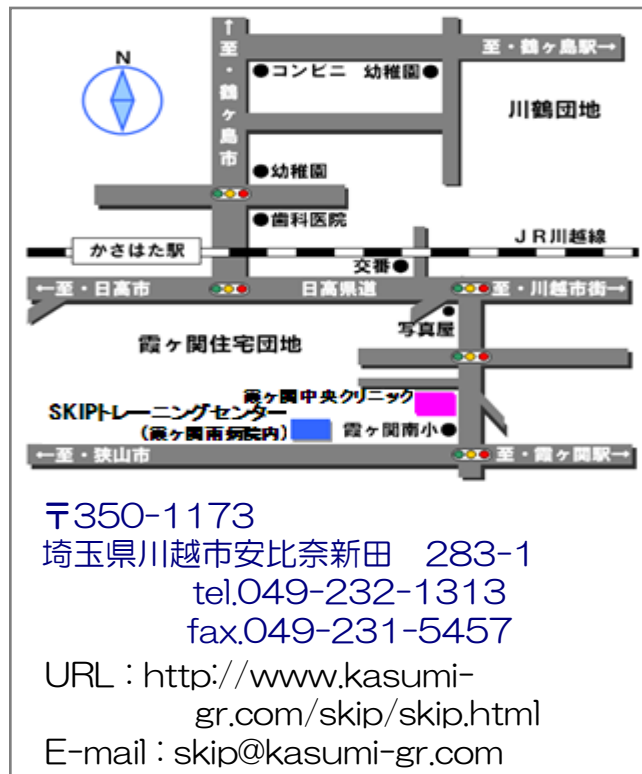 ↑至・鶴ヶ島市
N
至・鶴ヶ島駅→
●コンビニ 幼稚園●
川鶴団地
●幼稚園
●歯科医院
JR川越線
かさはた駅
交番●
←至・日高市 日高県道 至・川越市街→
写真屋
霞ヶ関住宅団地
霞ヶ関中央クリニック
SKIPトレーニングセンター
(霞ヶ関南病院内) 霞ヶ関南小●
←至・狭山市 至・霞ヶ関駅→
〒350-1173
埼玉県川越市安比奈新田 283-1
tel.049-232-1313
fax.049-231-5457
URL：http://www.kasumi-
gr.com/skip/skip.html
E-mail：skip@kasumi-gr.com